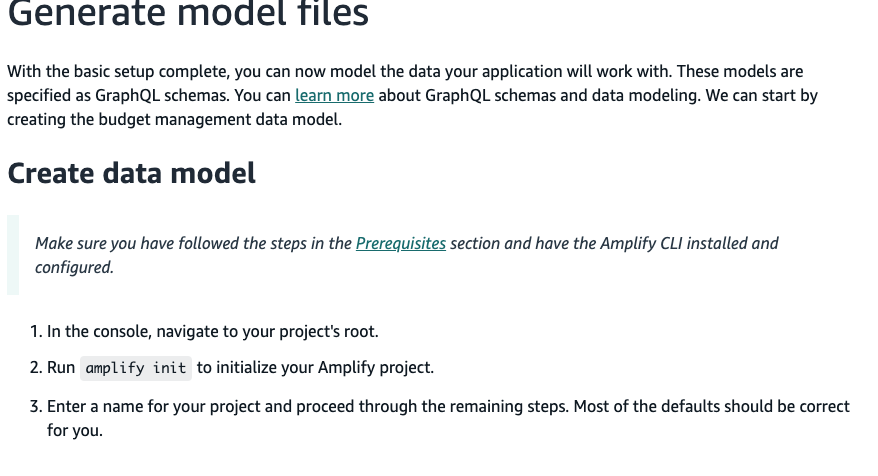 Generate model files
With the basic setup complete, you can now model the data your application will work with. These models are
specified as GraphQL schemas. You can learn more about GraphQL schemas and data modeling. We can start by
creating the budget management data model.
Create data model
Make sure you have followed the steps in the Prerequisites section and have the Amplify CLI installed and
configured.
1. In the console, navigate to your project's root.
2. Run amplify init to initialize your Amplify project.
3. Enter a name for your project and proceed through the remaining steps. Most of the defaults should be correct
for you.